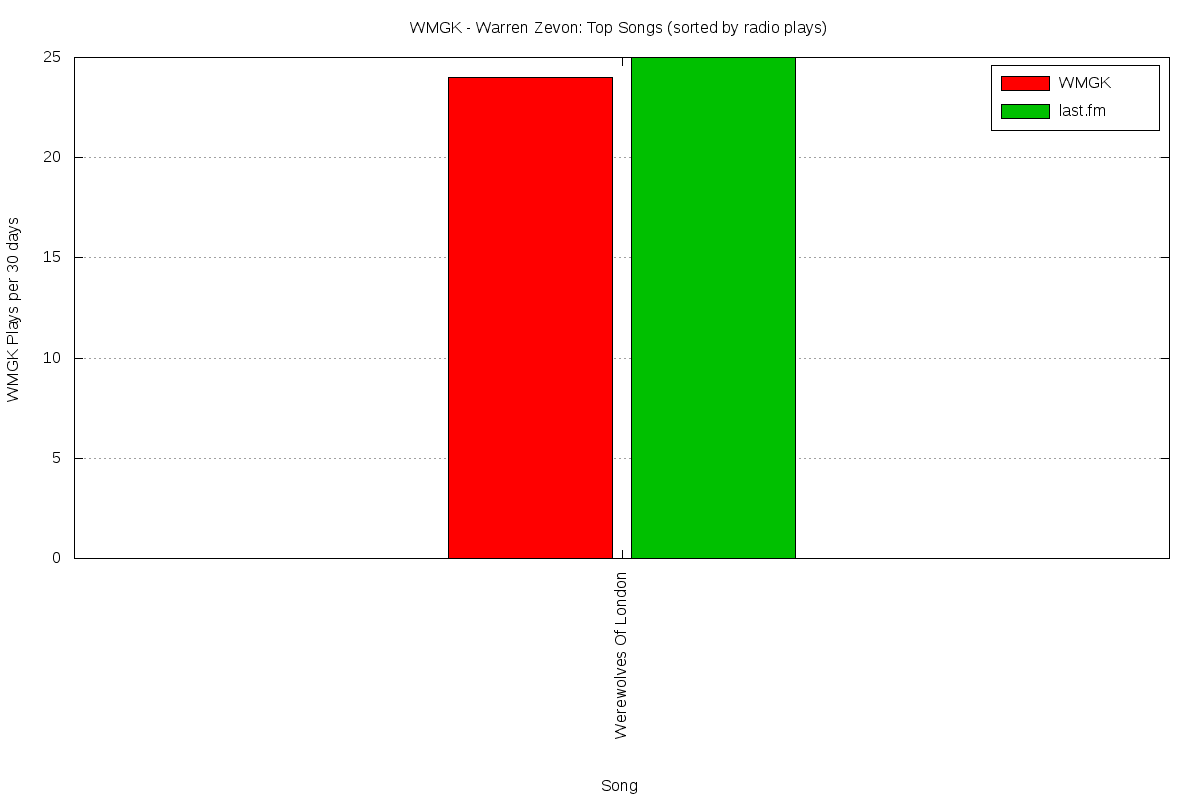 WMGK - Warren Zevon: Top Songs (sorted by radio plays)
WMGK
last.fm
25
20
15
10
5
0
WMGK Plays per 30 days
Werewolves Of London
Song